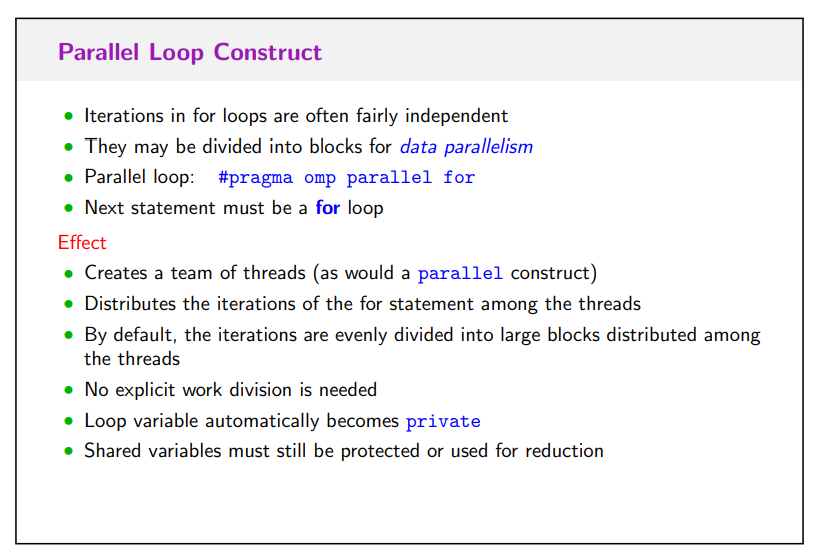 Parallel Loop Construct
• Iterations in for loops are often fairly independent
• They may be divided into blocks for data parallelism
• Parallel loop: #pragma omp parallel for
• Next statement must be a for loop
Effect
• Creates a team of threads (as would a parallel construct)
• Distributes the iterations of the for statement among the threads
• By default, the iterations are evenly divided into large blocks distributed among
the threads
• No explicit work division is needed
• Loop variable automatically becomes private
• Shared variables must still be protected or used for reduction